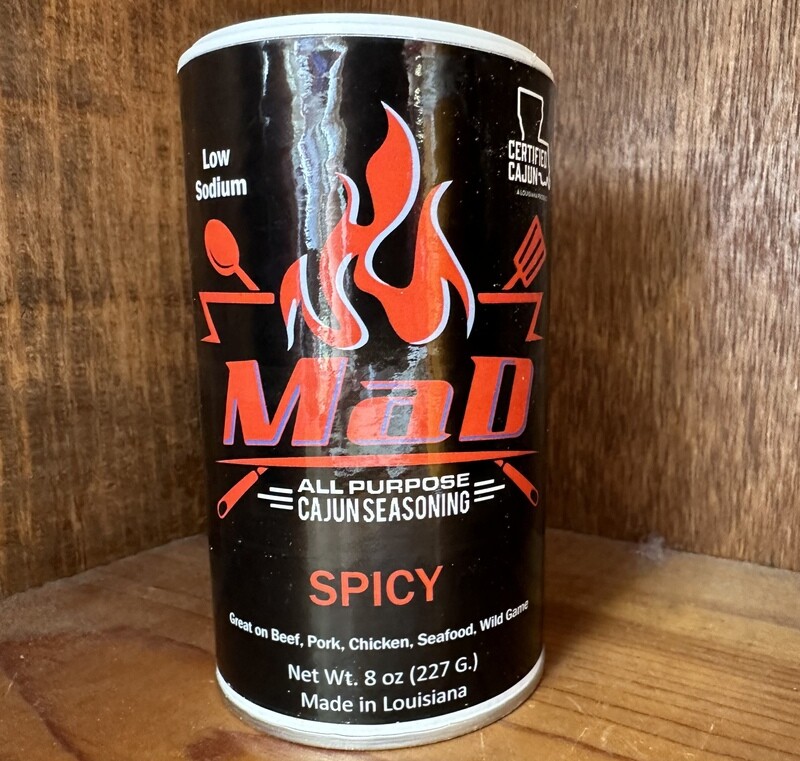 Low
Sodium
CERTIFIED
CAJUN
MaD
ALL PURPOSE
CAJUN SEASONING
SPICY
Great on Beef, Pork, Chicken, Seafood, Wild Game
Net Wt. 8 oz (227 G.)
Made in Louisiana